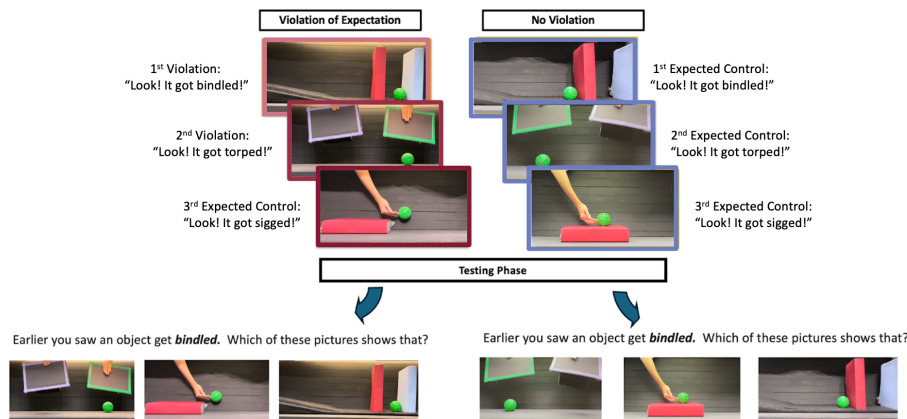 Violation of Expectation
No Violation
1st Violation:
“Look! It got bindled!”
1st Expected Control:
“Look! It got bindled!”
2nd Violation:
“Look! It got torped!”
2nd Expected Control:
“Look! It got torped!”
3rd Expected Control:
“Look! It got sigged!”
3rd Expected Control:
“Look! It got sigged!”
Testing Phase
Earlier you saw an object get bindled. Which of these pictures shows that?
Earlier you saw an object get bindled. Which of these pictures shows that?